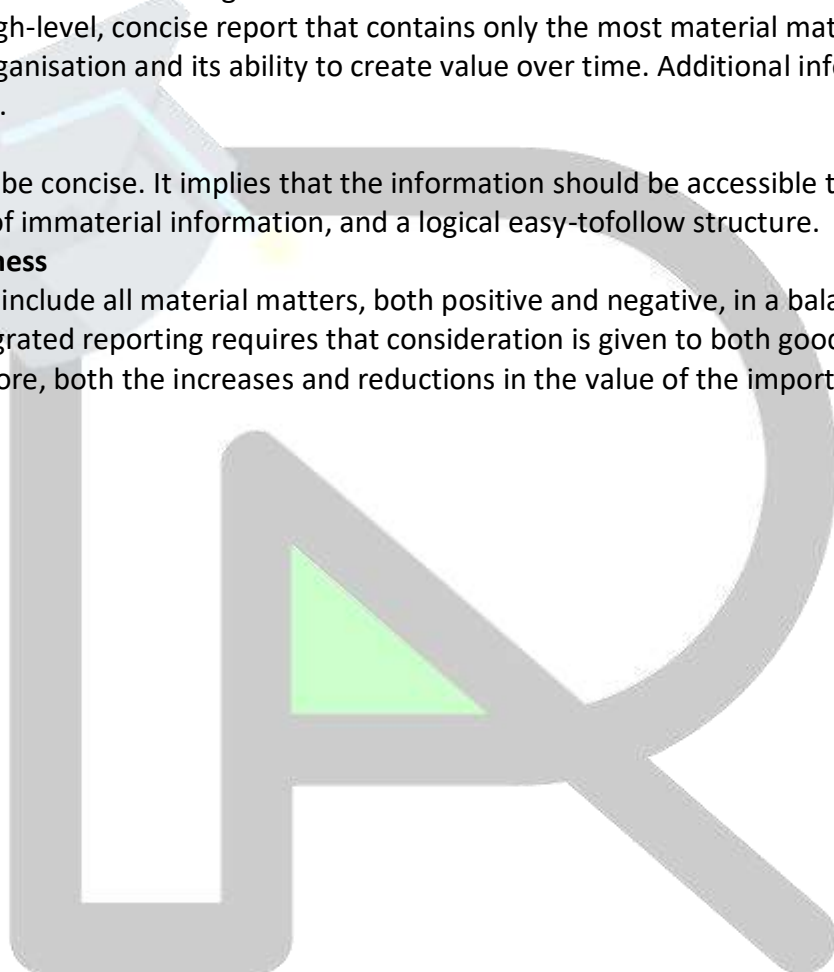 gh-level, concise report that contains only the most material mat
ganisation and its ability to create value over time. Additional inf
.
be concise. It implies that the information should be accessible t
of immaterial information, and a logical easy-tofollow structure.
ness
include all material matters, both positive and negative, in a bala
grated reporting requires that consideration is given to both good
ore, both the increases and reductions in the value of the import